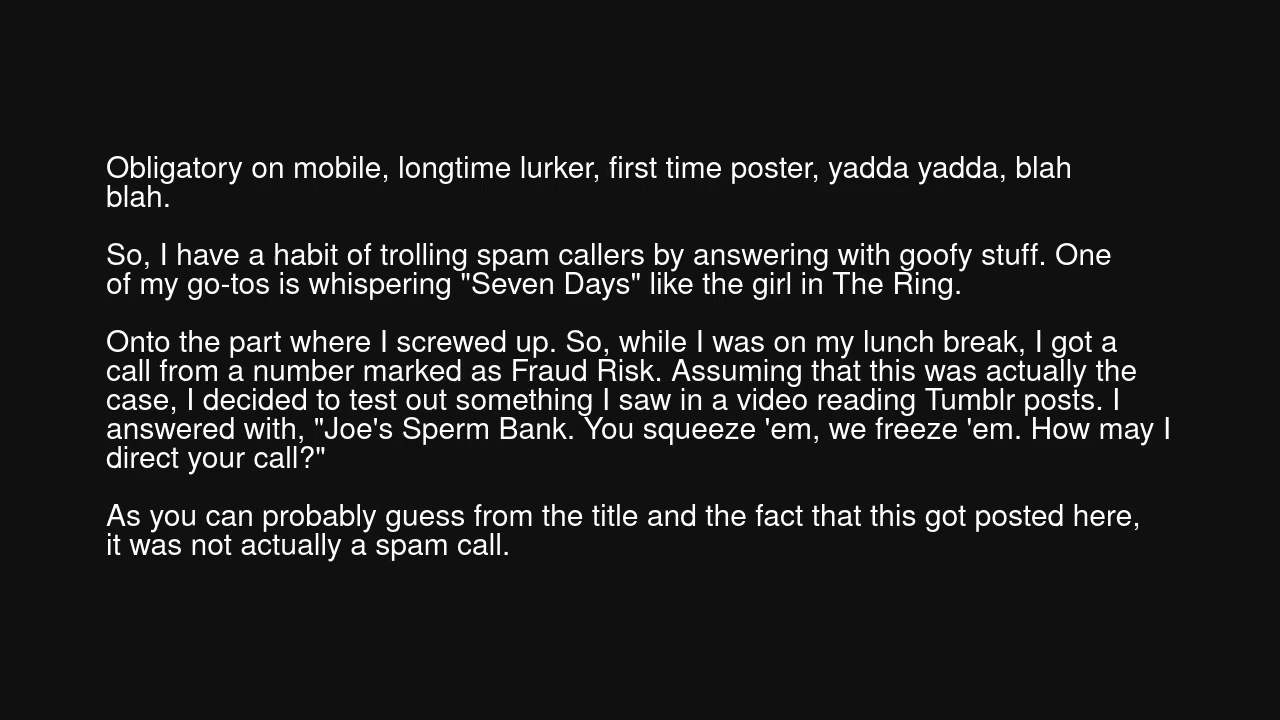 Obligatory on mobile, longtime lurker, first time poster, yadda yadda, blah
blah.
So, I have a habit of trolling spam callers by answering with goofy stuff. One
of my go-tos is whispering "Seven Days" like the girl in The Ring.
Onto the part where I screwed up. So, while I was on my lunch break, I got a
call from a number marked as Fraud Risk. Assuming that this was actually the
case, I decided to test out something I saw in a video reading Tumblr posts. I
answered with, "Joe's Sperm Bank. You squeeze 'em, we freeze 'em. How may I
direct your call?"
As you can probably guess from the title and the fact that this got posted here,
it was not actually a spam call.